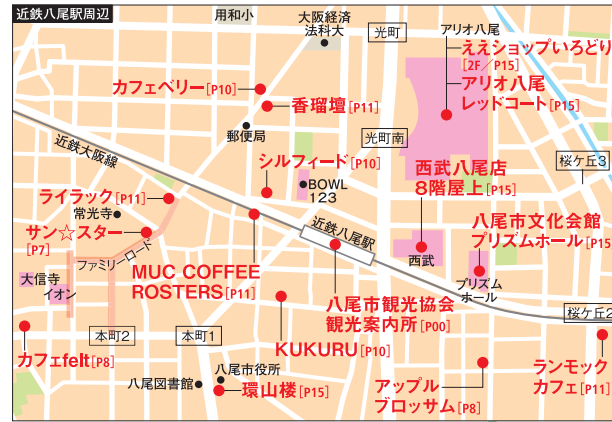 近鉄八尾駅周辺
用和小
大阪経済
法科大
光町
アリオ八尾
ええショップいろどり
[2F／P15]
アリオ八尾
レッドコート[P15]
カフェベリー[P10]
香瑠壇[P11]
郵便局
光町南
近鉄大阪線
シルフィード[P10]
BOWL
123
西武八尾店
8階屋上[P15]
桜ケ丘3
ライラック[P11]
常光寺
サン☆スター
[P7]
ファミリーロード
近鉄八尾駅
八尾市文化会館
プリズムホール[P15
西武
プリズム
ホール
MUC COFFEE
ROSTERS[P11]
大信寺
イオン
八尾市観光協会
観光案内所[P00]
桜ケ丘2
本町2
本町1
カフェfelt[P8]
KUKURU[P10]
八尾市役所
八尾図書館
環山楼[P15]
アップル
ブロッサム[P8]
ランモック
カフェ[P11]